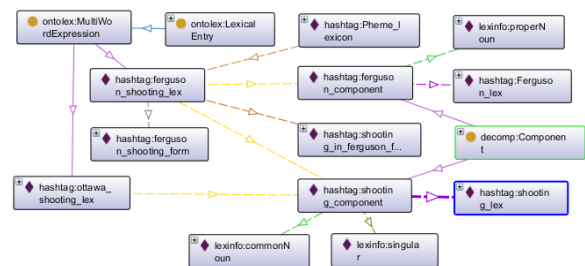 ontolex:MultiWo
rdExpression
ontolex:Lexical
Entry
hashtag:Pheme_l
exicon
lexinfo:properN
oun
hashtag:ferguso
n_shooting_lex
hashtag:ferguso
n_component
hashtag:Ferguso
n_lex
hashtag:ferguso
n_shooting_form
hashtag:shootin
g_in_ferguson_f...
decomp:Componen
t
hashtag:ottawa_
shooting_lex
hashtag:shootin
g_component
hashtag:shootin
g_lex
lexinfo:commonN
oun
lexinfo:singula
r